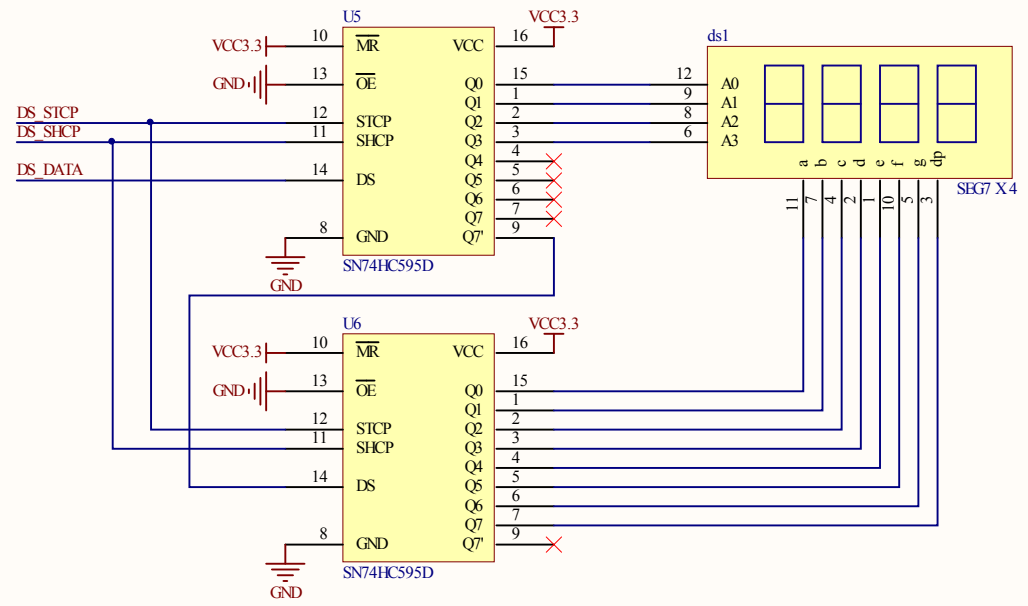 U5
VCC3.3 10 MR VCC 16 VCC3.3
GND 13 OE Q0 15
Q1 1
DS_STCP 12 STCP Q2 2
DS_SHCP 11 SHCP Q3 3
Q4 4
DS_DATA 14 DS Q5 5
Q6 6
Q7 7
8 GND Q7' 9
GND
SN74HC595D
ds1
12 A0
9 A1
8 A2
6 A3
a b c d e f g dp
11 7 4 2 1 10 5 3
SEG7 X4
U6
VCC3.3 10 MR VCC 16 VCC3.3
GND 13 OE Q0 15
Q1 1
12 STCP Q2 2
11 SHCP Q3 3
Q4 4
14 DS Q5 5
Q6 6
Q7 7
8 GND Q7' 9
GND
SN74HC595D